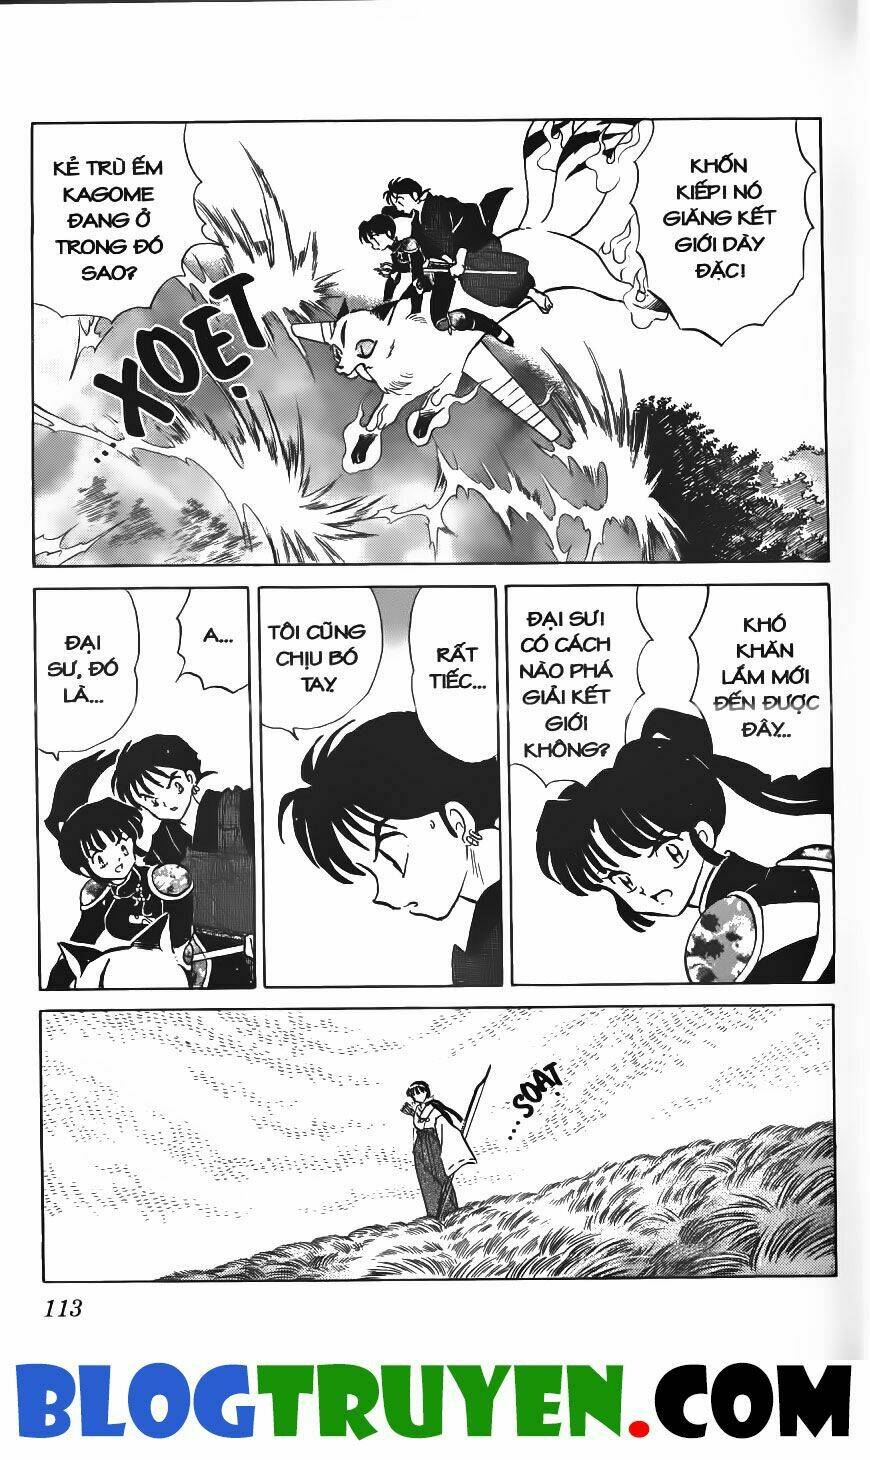 KHỐN
KIẾP! NÓ
GIĂNG KẾT
GIỚI DÀY
ĐẶC!
KẺ TRÙ ẾM
KAGOME
ĐANG Ở
TRONG ĐÓ
SAO?
... XOẸT
KHÓ
KHĂN
LẮM MỚI
ĐẾN ĐƯỢC
ĐÂY...
ĐẠI SƯ!
CÓ CÁCH
NÀO PHÁ
GIẢI KẾT
GIỚI
KHÔNG?
RẤT
TIẾC...
TÔI CŨNG
CHỊU BÓ
TAY.
A...
ĐẠI
SƯ, ĐÓ
LÀ...
... SOẠT
113
BLOGTRUYEN.COM